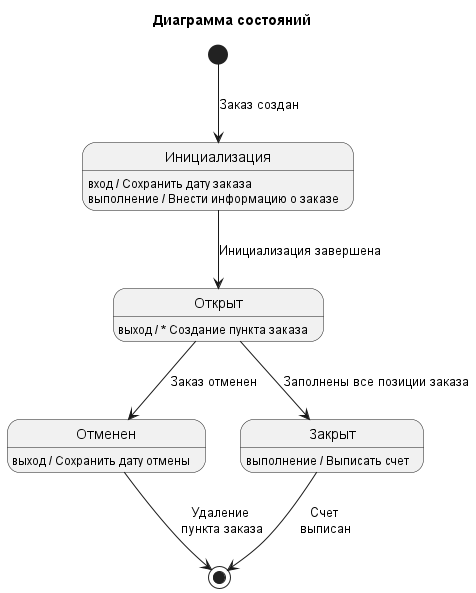 Диаграмма состояний
Заказ создан
Инициализация
вход / Сохранить дату заказа
выполнение / Внести информацию о заказе
Инициализация завершена
Открыт
выход / * Создание пункта заказа
Заказ отменен
Заполнены все позиции заказа
Отменен
выход / Сохранить дату отмены
Закрыт
выполнение / Выписать счет
Удаление
пункта заказа
Счет
выписан